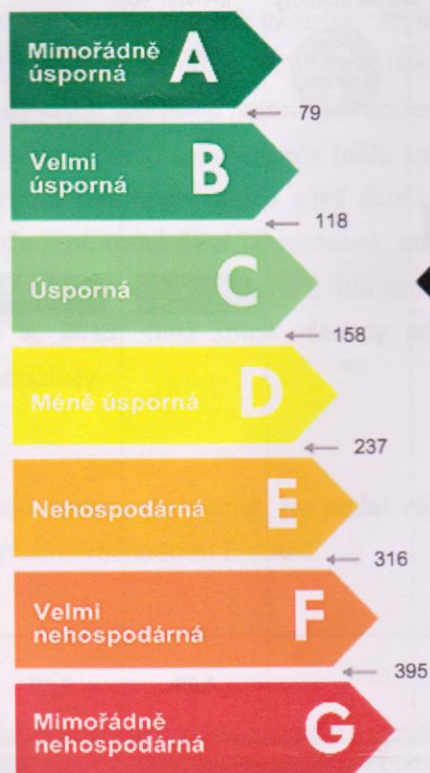 Mimořádně
úsporná
A
← 79
Velmi
úsporná
B
← 118
Úsporná
C
← 158
Méně úsporná
D
← 237
Nehospodárná
E
← 316
Velmi
nehospodárná
F
← 395
Mimořádně
nehospodárná
G